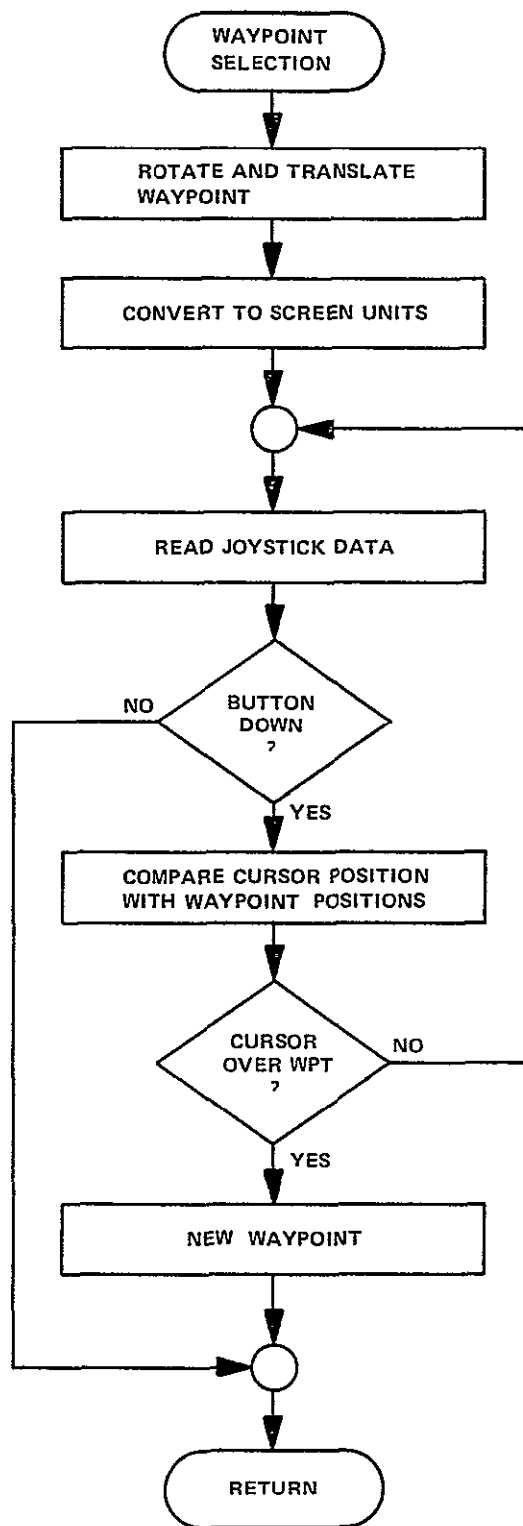 WAYPOINT
SELECTION
ROTATE AND TRANSLATE
WAYPOINT
CONVERT TO SCREEN UNITS
READ JOYSTICK DATA
NO
BUTTON
DOWN
?
YES
COMPARE CURSOR POSITION
WITH WAYPOINT POSITIONS
CURSOR
OVER WPT
?
NO
YES
NEW WAYPOINT
RETURN